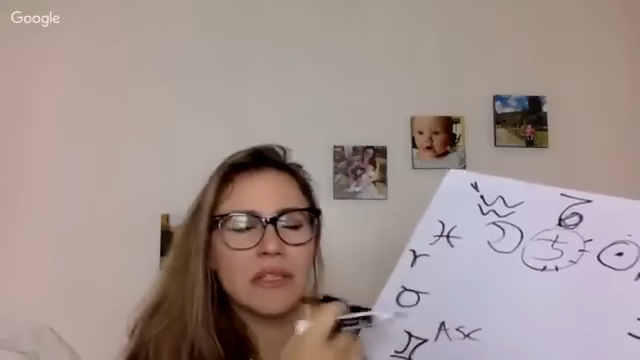 Google
♒ ♑
♓ ☽ ☉
♈
♉
♊ Asc